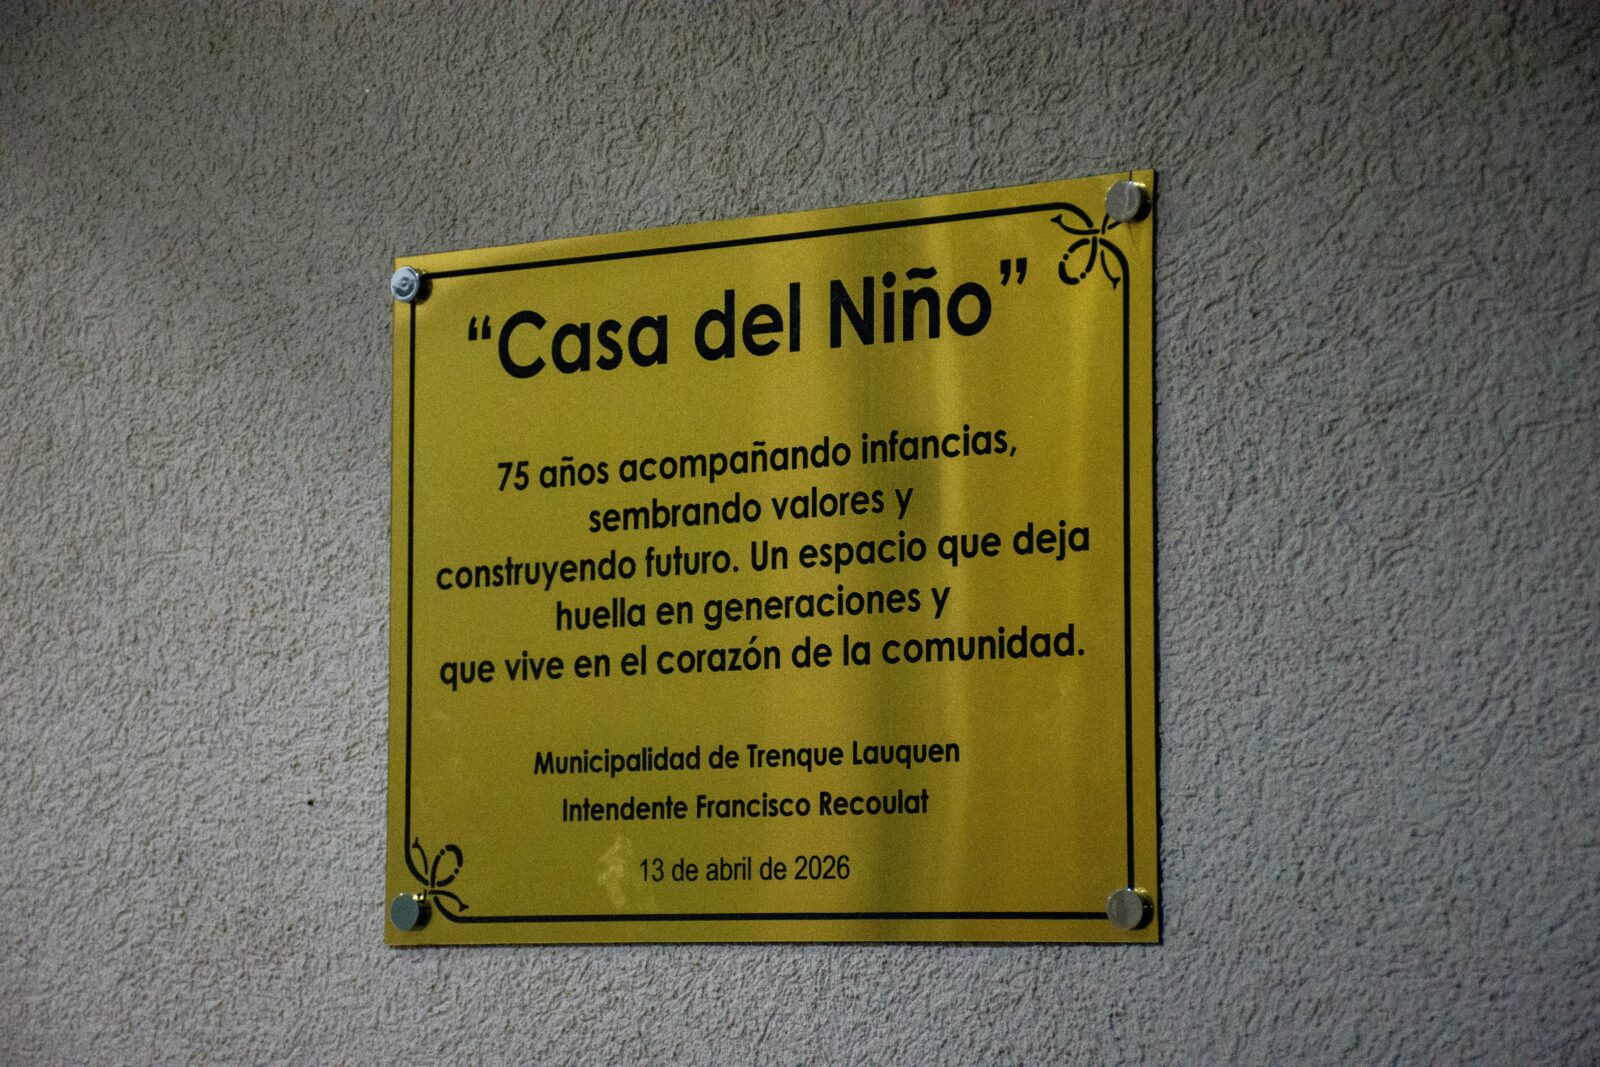 “Casa del Niño”
75 años acompañando infancias,
sembrando valores y
construyendo futuro. Un espacio que deja
huella en generaciones y
que vive en el corazón de la comunidad.
Municipalidad de Trenque Lauquen
Intendente Francisco Recoulat
13 de abril de 2026